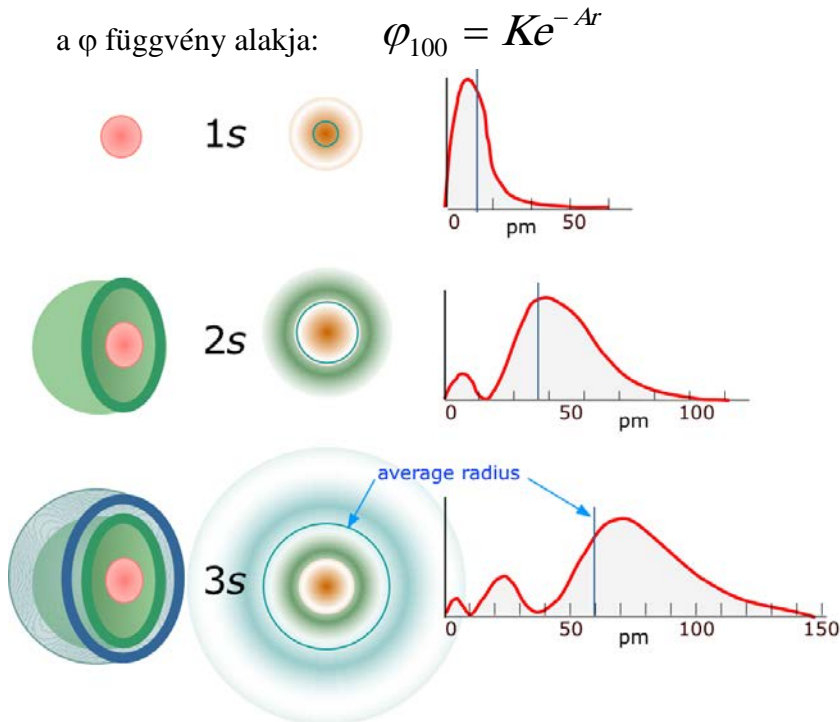 a φ függvény alakja: φ₁₀₀ = Ke⁻ᴬʳ
1s
0 50
pm
2s
0 50 100
pm
average radius
3s
0 50 100 150
pm